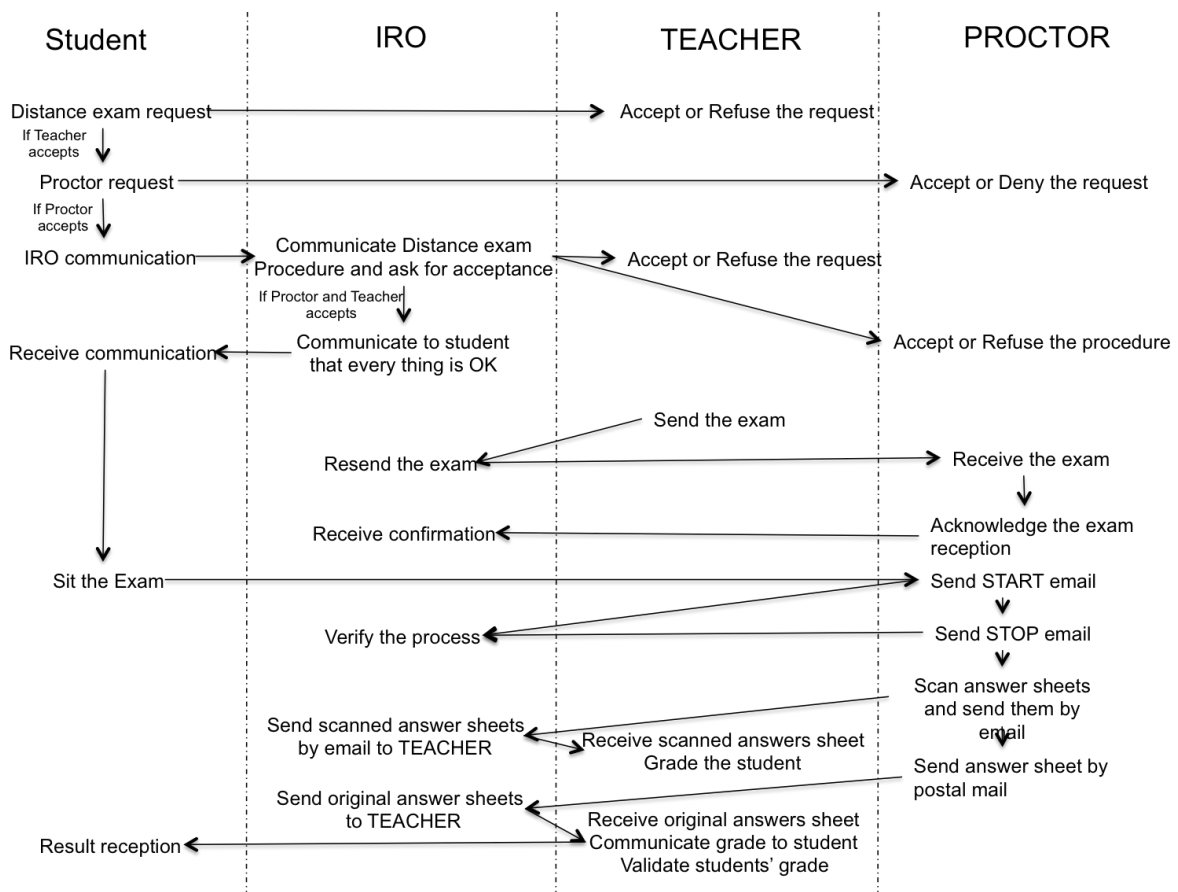 Student
IRO
TEACHER
PROCTOR
Distance exam request
Accept or Refuse the request
If Teacher
accepts
Proctor request
Accept or Deny the request
If Proctor
accepts
IRO communication
Communicate Distance exam
Procedure and ask for acceptance
Accept or Refuse the request
If Proctor and Teacher
accepts
Receive communication
Communicate to student
that every thing is OK
Accept or Refuse the procedure
Send the exam
Resend the exam
Receive the exam
Receive confirmation
Acknowledge the exam
reception
Sit the Exam
Send START email
Verify the process
Send STOP email
Scan answer sheets
and send them by
email
Send scanned answer sheets
by email to TEACHER
Receive scanned answers sheet
Grade the student
Send answer sheet by
postal mail
Send original answer sheets
to TEACHER
Receive original answers sheet
Communicate grade to student
Validate students’ grade
Result reception